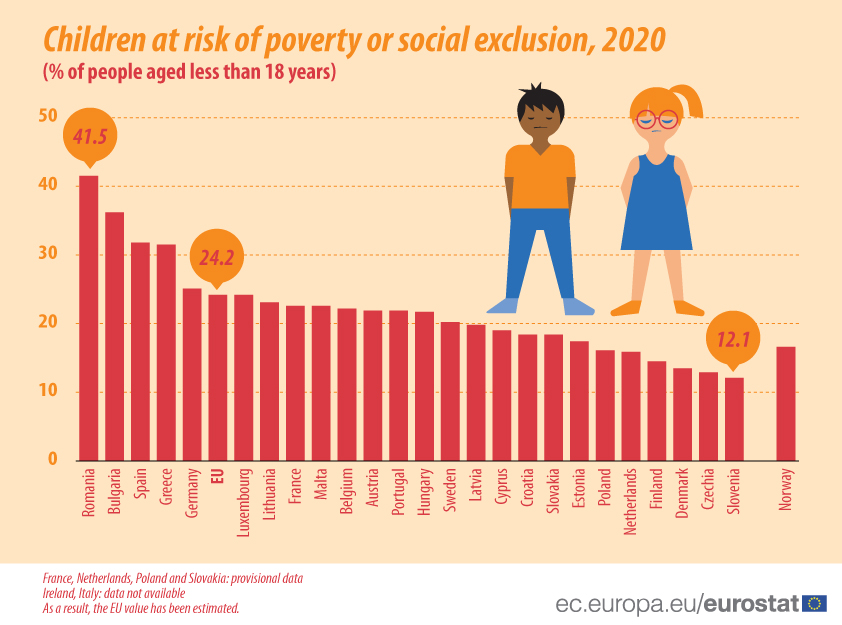 Children at risk of poverty or social exclusion, 2020
(% of people aged less than 18 years)
50
40
30
20
10
0
41.5
24.2
12.1
Romania
Bulgaria
Spain
Greece
Germany
EU
Luxembourg
Lithuania
France
Malta
Belgium
Austria
Portugal
Hungary
Sweden
Latvia
Cyprus
Croatia
Slovakia
Estonia
Poland
Netherlands
Finland
Denmark
Czechia
Slovenia
Norway
France, Netherlands, Poland and Slovakia: provisional data
Ireland, Italy: data not available
As a result, the EU value has been estimated.
ec.europa.eu/eurostat